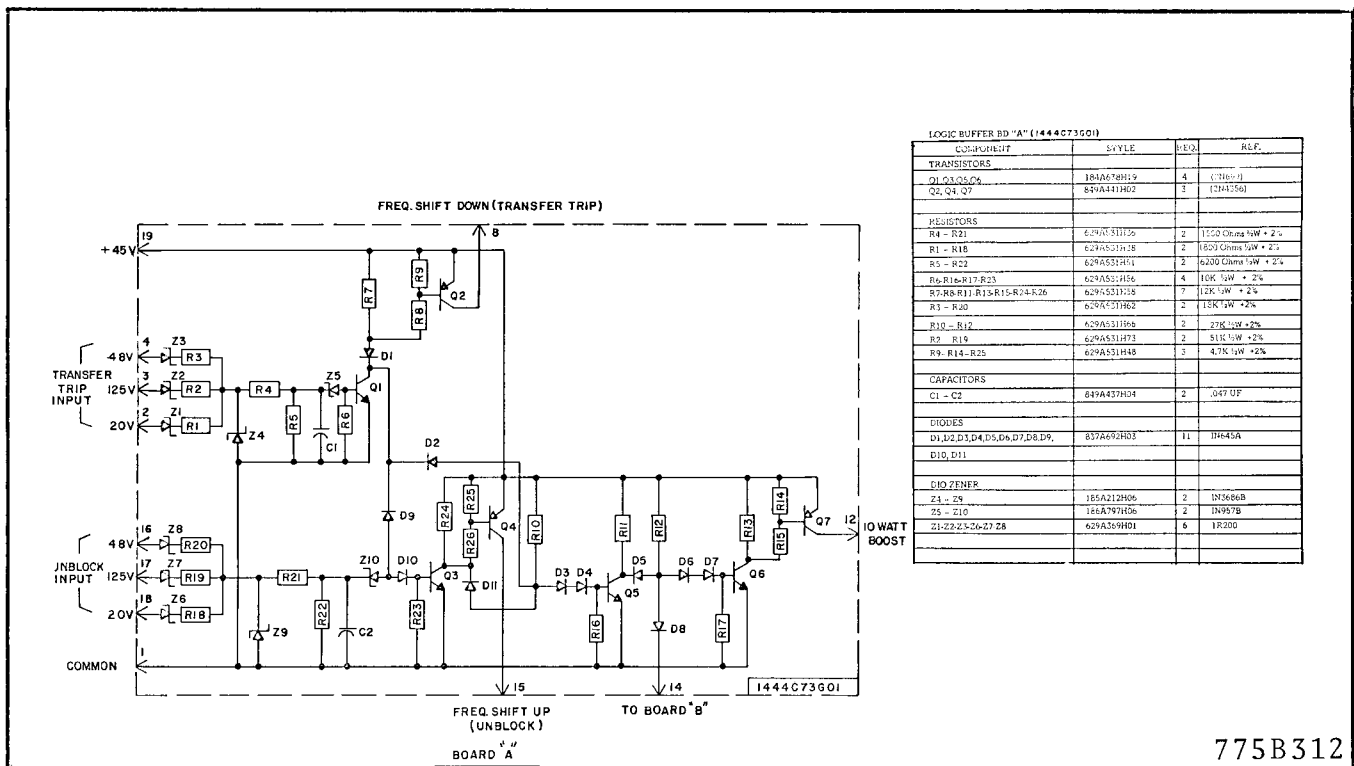 FREQ. SHIFT DOWN (TRANSFER TRIP)
8
19
+45V
R7
R9
R8
Q2
D1
4
48V
Z3
R3
TRANSFER
TRIP
INPUT
3
125V
Z2
R2
2
20V
Z1
R1
R4
Z5
Q1
Z4
R5
C1
R6
D2
D9
R24
R25
R26
Q4
R10
R11
R12
R13
R14
R15
Q7
12
10 WATT
BOOST
16
48V
Z8
R20
UNBLOCK
INPUT
17
125V
Z7
R19
18
20V
Z6
R18
R21
Z10
D10
Q3
D11
D3
D4
Q5
D5
D6
D7
Q6
Z9
R22
C2
R23
R16
D8
R17
COMMON
1
15
14
1444C73G01
FREQ. SHIFT UP
(UNBLOCK)
TO BOARD "B"
BOARD "A"
LOGIC BUFFER BD "A" (1444C73G01)
COMPONENT STYLE REQ. REF.
TRANSISTORS
Q1,Q3,Q5,Q6 184A638H19 4
Q2, Q4, Q7 849A441H02 3 (2N4356)
RESISTORS
R4 - R21 2
R1 - R18 2 1800 Ohms ½W + 2%
R5 - R22 629A531H51 2 6200 Ohms ½W + 2%
R6-R16-R17-R23 629A531H56 4 10K ½W + 2%
R7-R8-R11-R13-R15-R24-R26 629A531H58 7 12K ½W + 2%
R3 - R20 629A531H62 2 ½W +2%
R10 - R12 629A531H66 2 27K ½W +2%
R2 - R19 629A531H73 2 51K ½W +2%
R9- R14-R25 629A531H48 3 4.7K ½W +2%
CAPACITORS
C1 - C2 849A437H04 2 .047 UF
DIODES
D1,D2,D3,D4,D5,D6,D7,D8,D9, 837A692H03 11 IN645A
D10, D11
DIO ZENER
Z4 - Z9 185A212H06 2 IN3686B
Z5 - Z10 186A797H06 2 IN957B
Z1-Z2-Z3-Z6-Z7 Z8 629A369H01 6 1R200
775B312